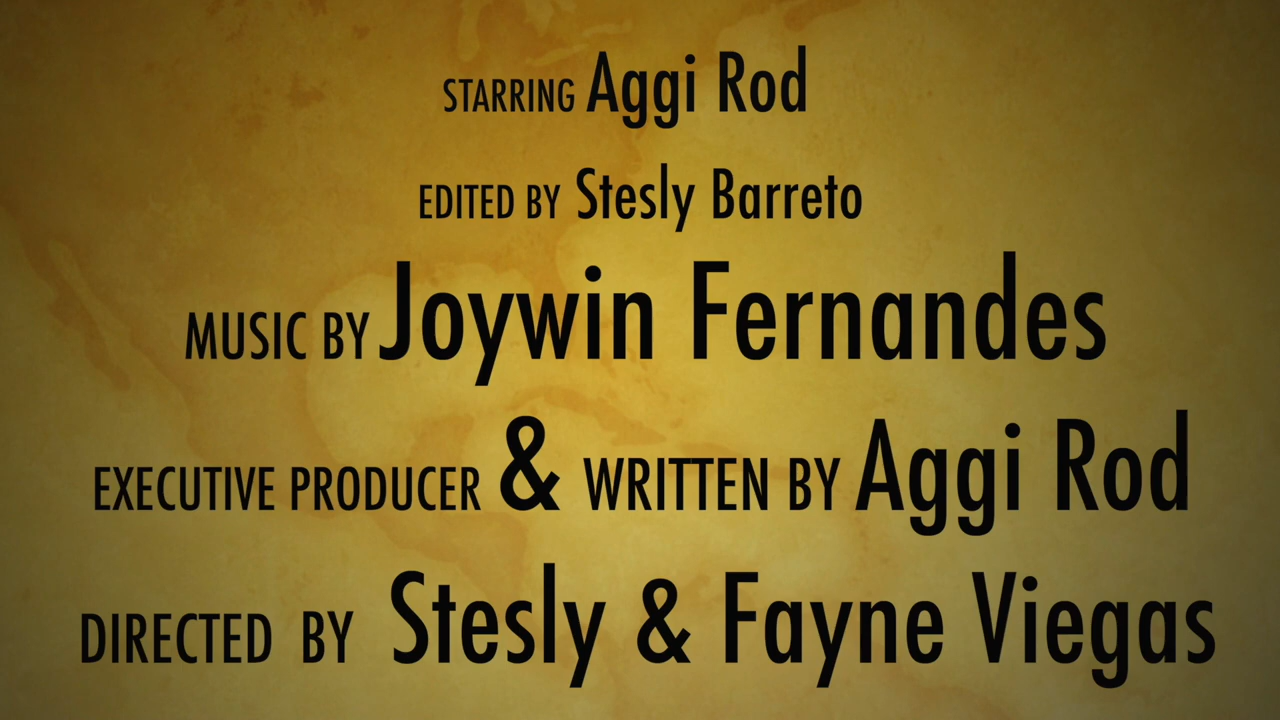 STARRING Aggi Rod
EDITED BY Stesly Barreto
MUSIC BY Joywin Fernandes
EXECUTIVE PRODUCER & WRITTEN BY Aggi Rod
DIRECTED BY Stesly & Fayne Viegas